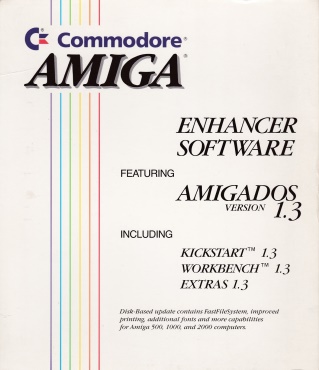 Commodore®
AMIGA®
ENHANCER
SOFTWARE
FEATURING
AMIGADOS
VERSION 1.3
INCLUDING
KICKSTART™ 1.3
WORKBENCH™ 1.3
EXTRAS 1.3
Disk-Based update contains FastFileSystem, improved
printing, additional fonts and more capabilities
for Amiga 500, 1000, and 2000 computers.